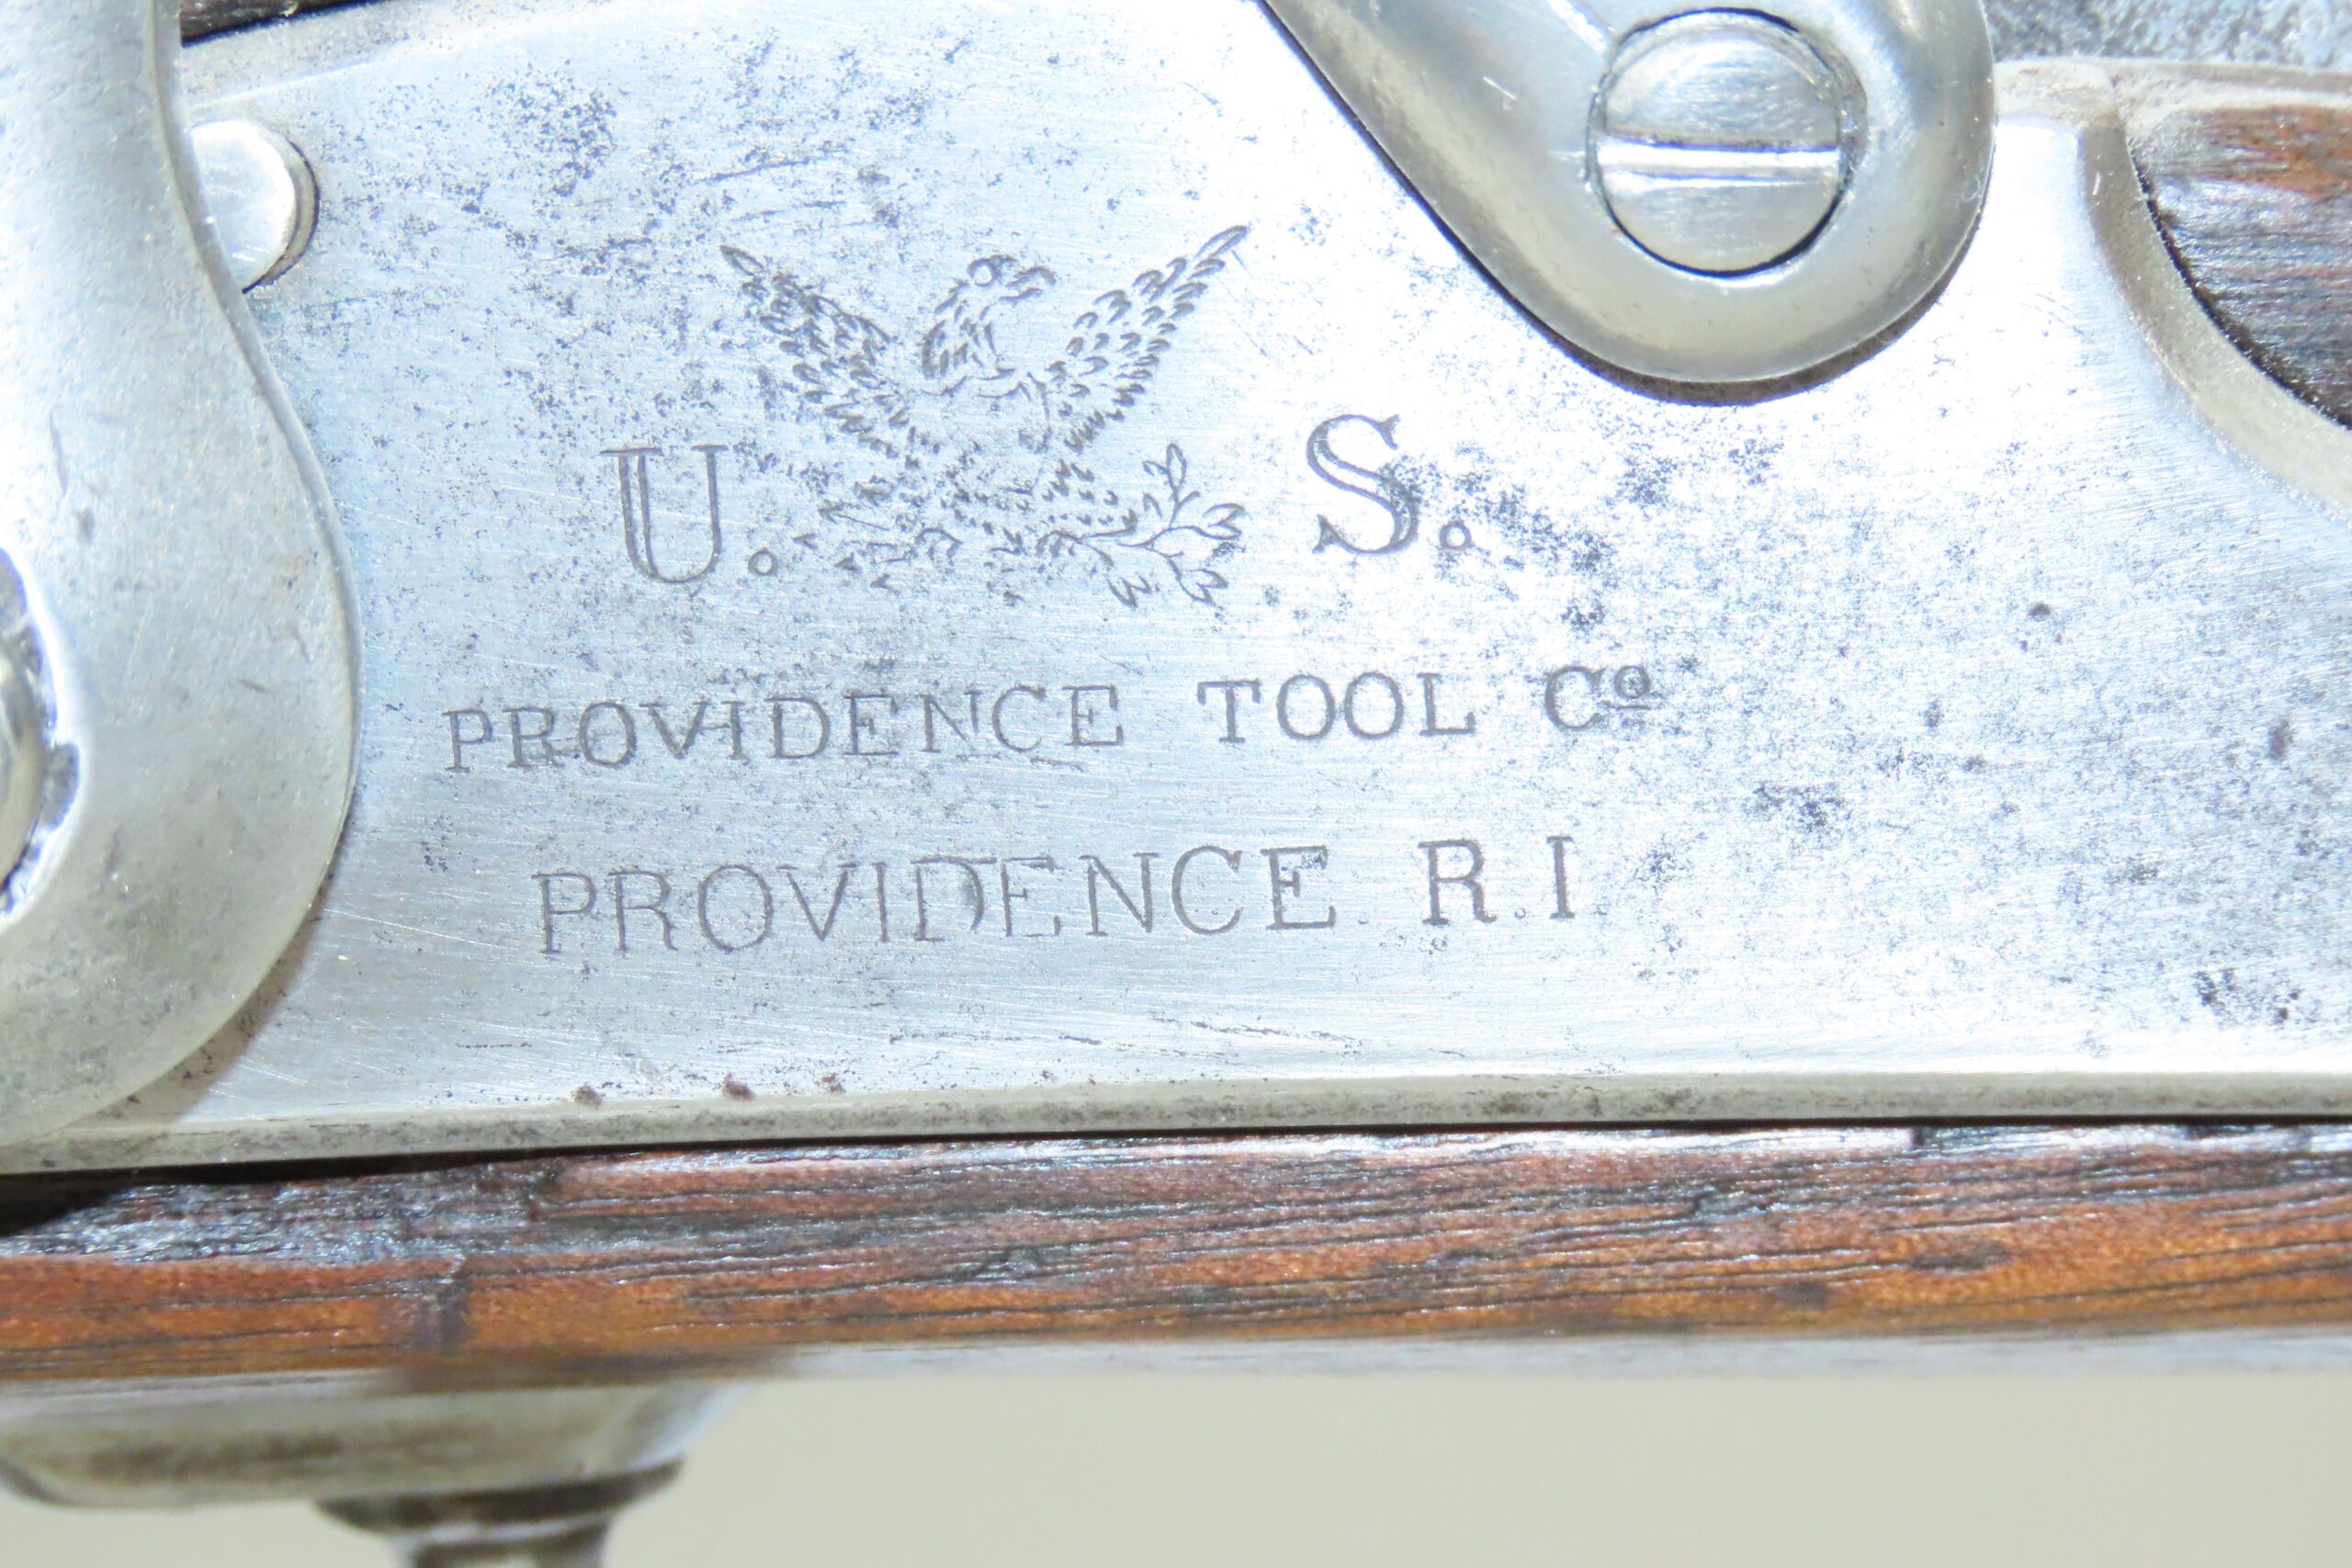 U. S.
PROVIDENCE TOOL Cº
PROVIDENCE R.I